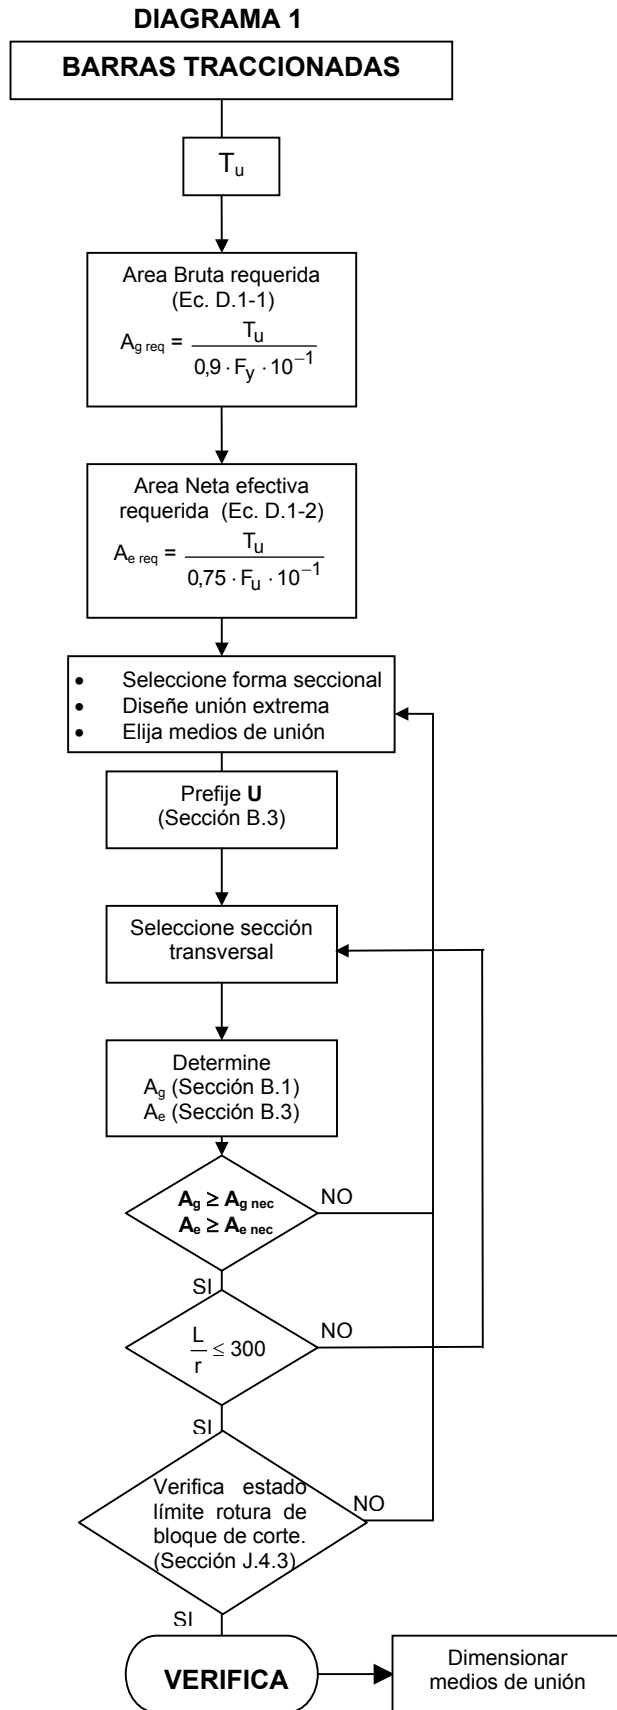 DIAGRAMA 1
BARRAS TRACCIONADAS
Tu
Area Bruta requerida
(Ec. D.1-1)
Ag req = Tu / (0,9 · Fy · 10⁻¹)
Area Neta efectiva
requerida (Ec. D.1-2)
Ae req = Tu / (0,75 · Fu · 10⁻¹)
• Seleccione forma seccional
• Diseñe unión extrema
• Elija medios de unión
Prefije U
(Sección B.3)
Seleccione sección
transversal
Determine
Ag (Sección B.1)
Ae (Sección B.3)
Ag ≥ Ag nec
Ae ≥ Ae nec
NO
SI
L/r ≤ 300
NO
SI
Verifica estado
límite rotura de
bloque de corte.
(Sección J.4.3)
NO
SI
VERIFICA
Dimensionar
medios de unión